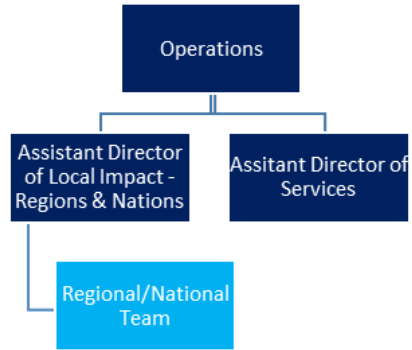 Operations
Assistant Director
of Local Impact -
Regions & Nations
Assitant Director of
Services
Regional/National
Team